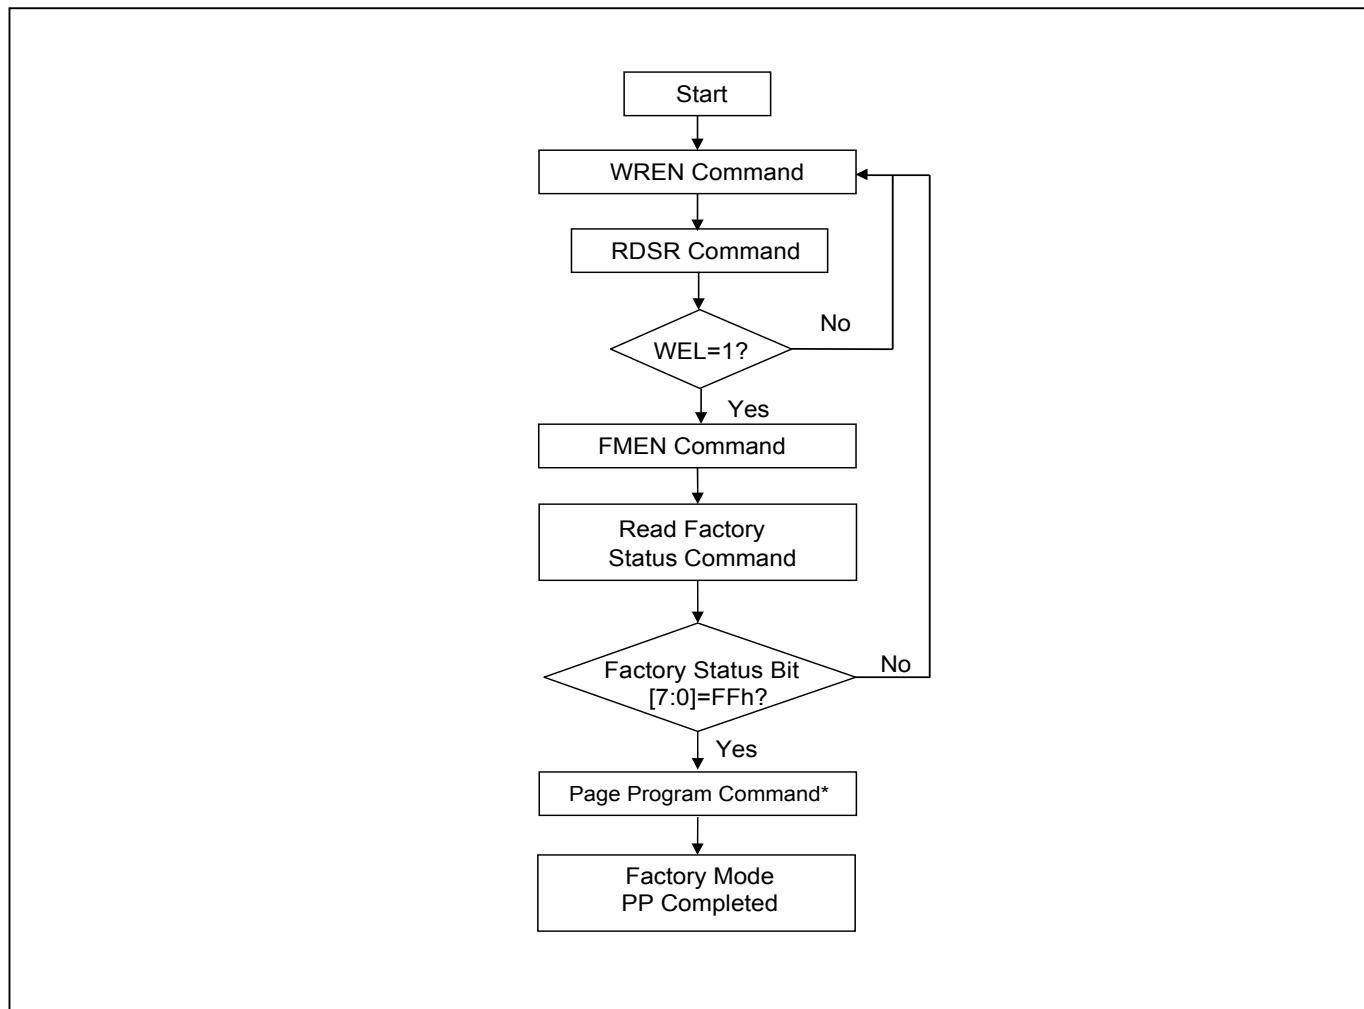 Start
WREN Command
RDSR Command
No
WEL=1?
Yes
FMEN Command
Read Factory
Status Command
Factory Status Bit
[7:0]=FFh?
No
Yes
Page Program Command*
Factory Mode
PP Completed